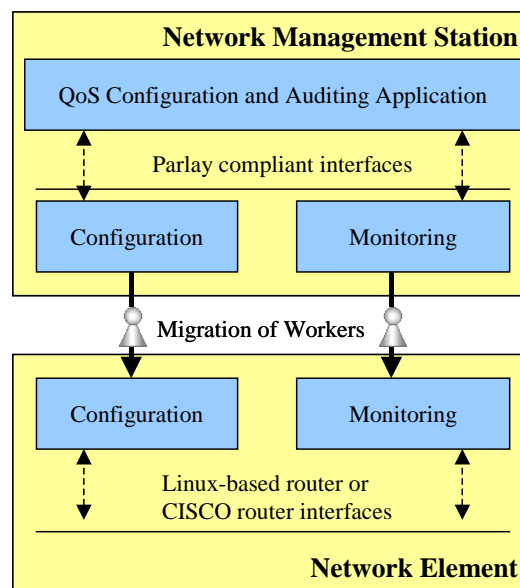 Network Management Station
QoS Configuration and Auditing Application
Parlay compliant interfaces
Configuration
Monitoring
Migration of Workers
Configuration
Monitoring
Linux-based router or
CISCO router interfaces
Network Element